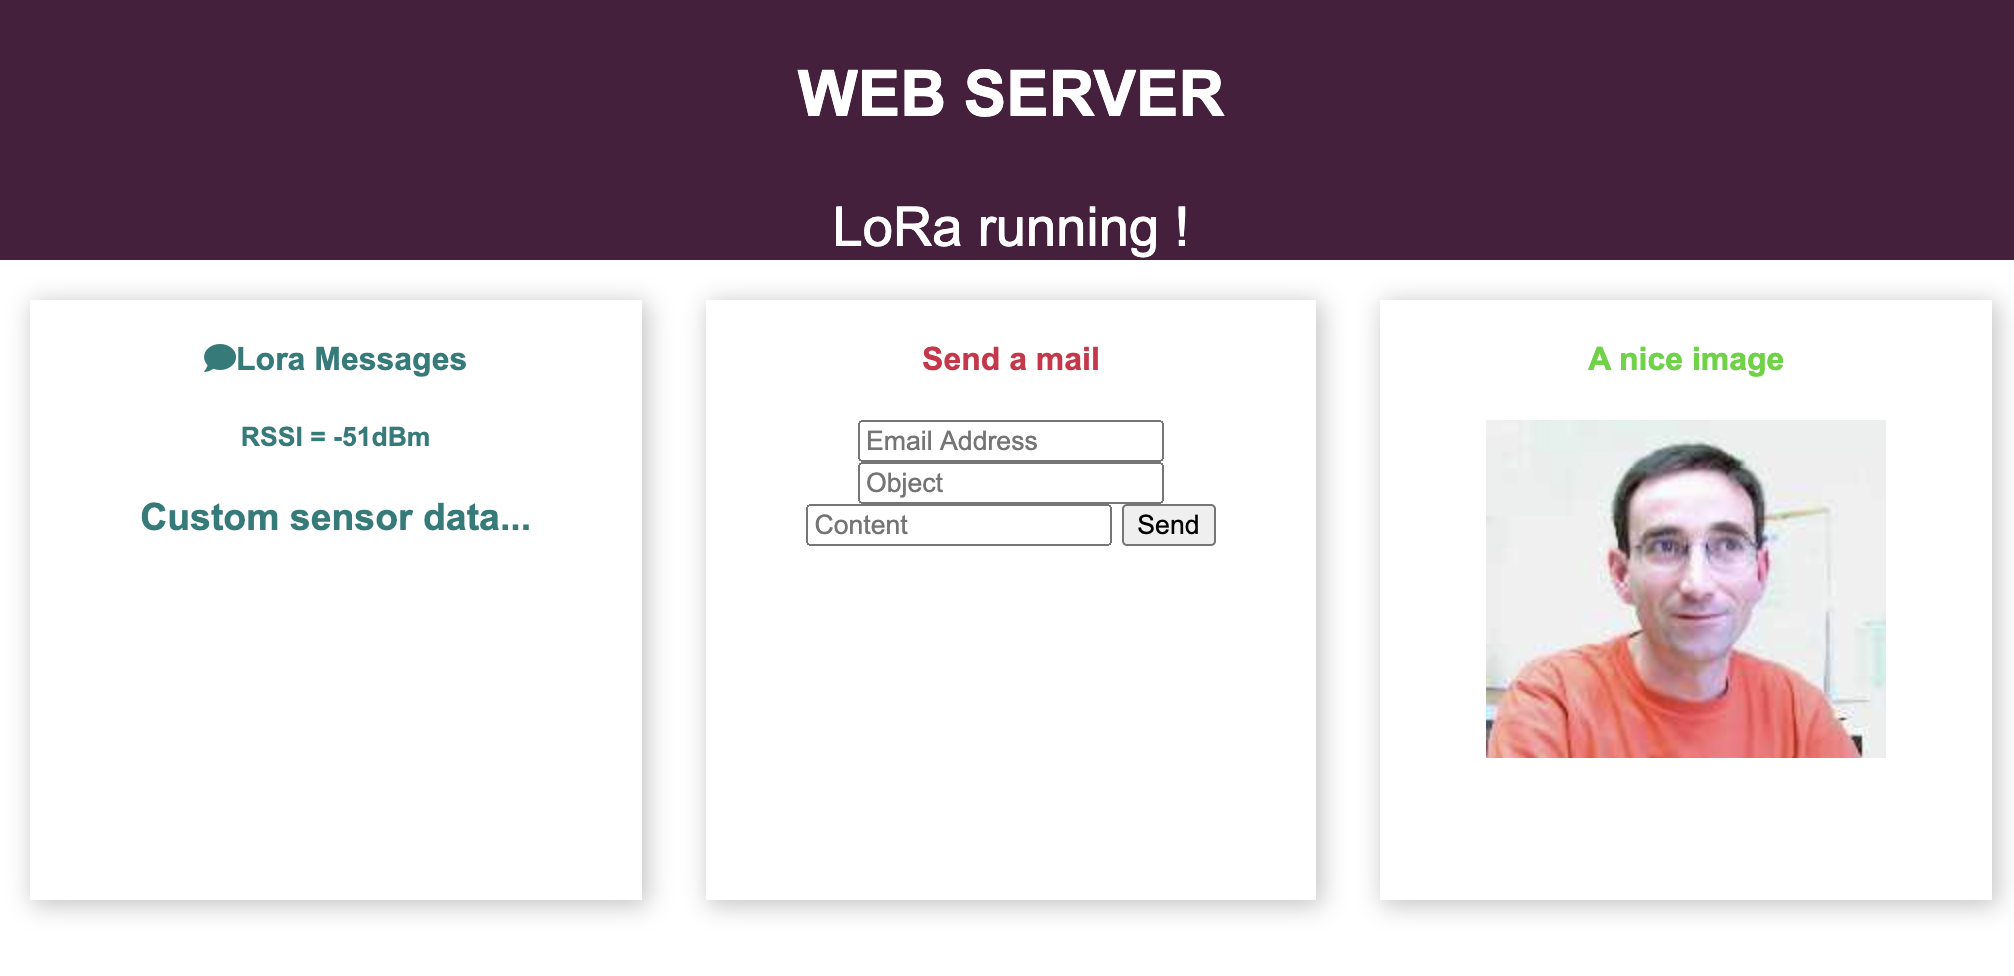 WEB SERVER
LoRa running !
Lora Messages
RSSI = -51dBm
Custom sensor data...
Send a mail
Email Address
Object
Content
Send
A nice image